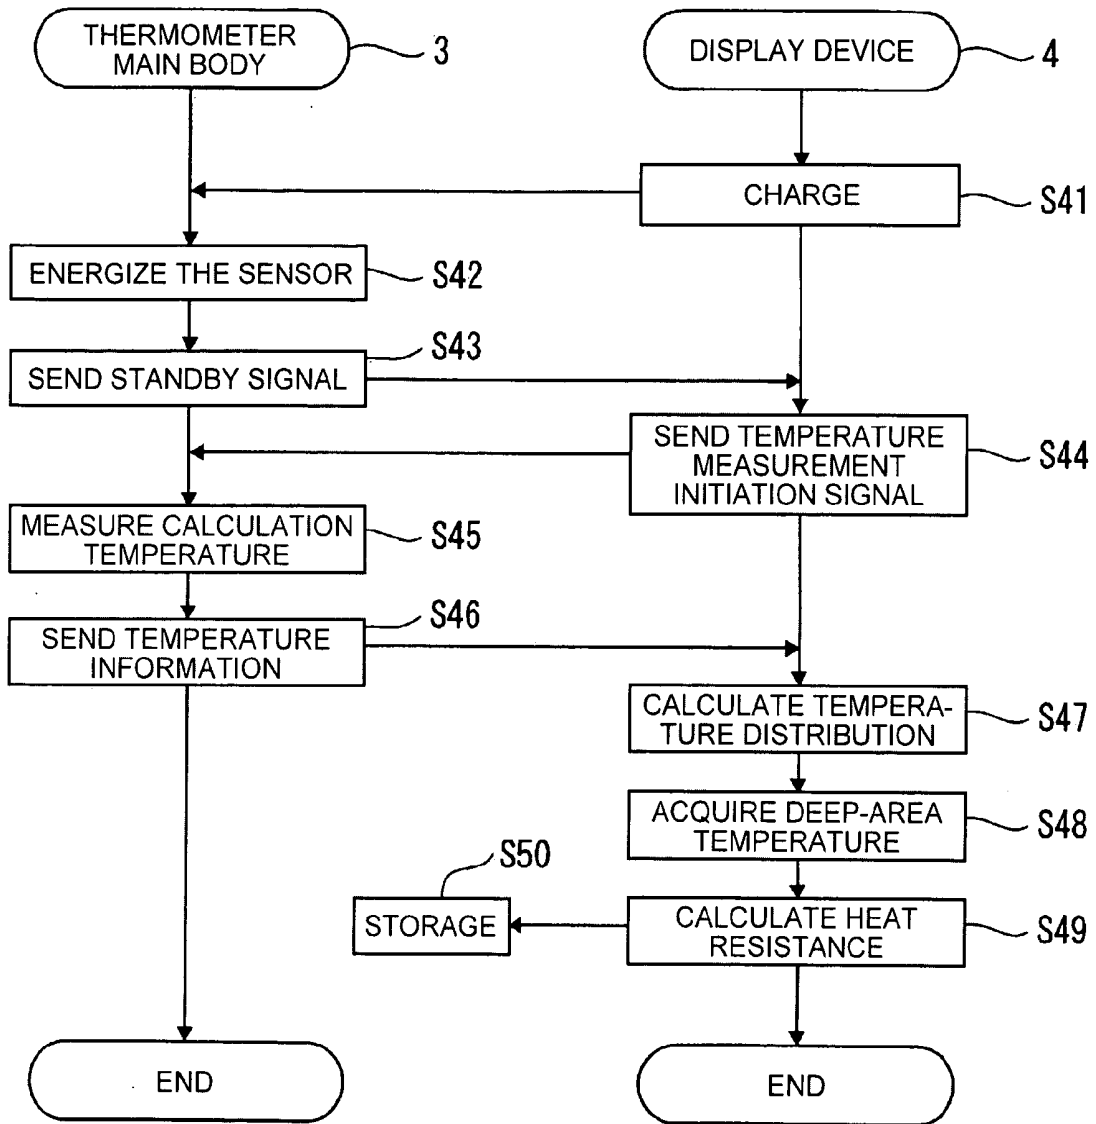 THERMOMETER
MAIN BODY
3
DISPLAY DEVICE
4
CHARGE
S41
ENERGIZE THE SENSOR
S42
S43
SEND STANDBY SIGNAL
SEND TEMPERATURE
MEASUREMENT
INITIATION SIGNAL
S44
MEASURE CALCULATION
TEMPERATURE
S45
S46
SEND TEMPERATURE
INFORMATION
CALCULATE TEMPERA-
TURE DISTRIBUTION
S47
ACQUIRE DEEP-AREA
TEMPERATURE
S48
S50
STORAGE
CALCULATE HEAT
RESISTANCE
S49
END
END